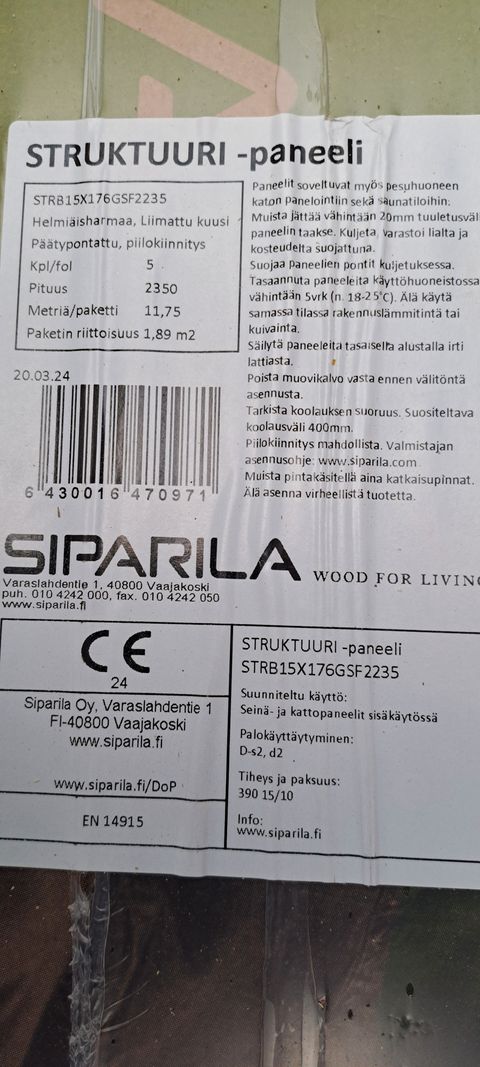 STRUKTUURI -paneeli
STRB15X176GSF2235
Helmiäisharmaa, Liimattu kuusi
Päätypontattu, piilokiinnitys
Kpl/fol 5
Pituus 2350
Metriä/paketti 11,75
Paketin riittoisuus 1,89 m2
Paneelit soveltuvat myös pesuhuoneen
katon panelointiin sekä saunatiloihin:
Muista jättää vähintään 20mm tuuletusväl
paneelin taakse. Kuljeta, varastoi lialta ja
kosteudelta suojattuna.
Suojaa paneelien pontit kuljetuksessa.
Tasaannuta paneeleita käyttöhuoneistossa
vähintään 5vrk (n. 18-25°C). Älä käytä
samassa tilassa rakennuslämmitintä tai
kuivainta.
Säilytä paneeleita tasaisella alustalla irti
lattiasta.
Poista muovikalvo vasta ennen välitöntä
asennusta.
Tarkista koolauksen suoruus. Suositeltava
koolausväli 400mm.
Piilokiinnitys mahdollista. Valmistajan
asennusohje: www.siparila.com
Muista pintakäsitellä aina katkaisupinnat.
Älä asenna virheellistä tuotetta.
20.03.24
6 430016 470971
SIPARILA WOOD FOR LIVING
Varaslahdentie 1, 40800 Vaajakoski
puh. 010 4242 000, fax. 010 4242 050
www.siparila.fi
CE
24
Siparila Oy, Varaslahdentie 1
FI-40800 Vaajakoski
www.siparila.fi
www.siparila.fi/DoP
EN 14915
STRUKTUURI -paneeli
STRB15X176GSF2235
Suunniteltu käyttö:
Seinä- ja kattopaneelit sisäkäytössä
Palokäyttäytyminen:
D-s2, d2
Tiheys ja paksuus:
390 15/10
Info:
www.siparila.fi